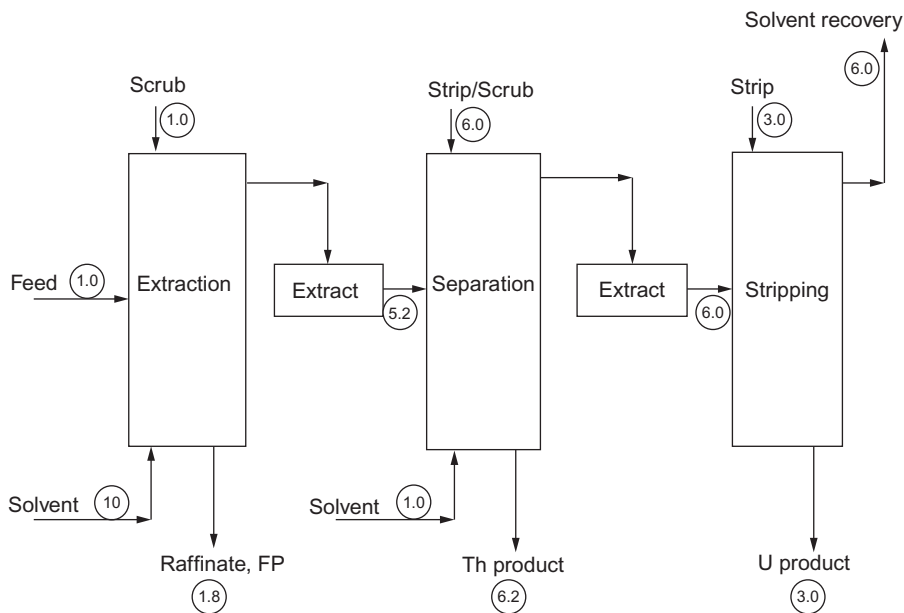 Solvent recovery
6.0
Scrub
1.0
Strip/Scrub
6.0
Strip
3.0
Feed
1.0
Extraction
Extract
5.2
Separation
Extract
6.0
Stripping
Solvent
10
Solvent
1.0
Raffinate, FP
1.8
Th product
6.2
U product
3.0